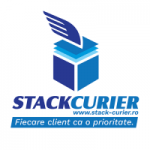 STACKCURIER
www.stack-curier.ro
Fiecare client ca o prioritate.